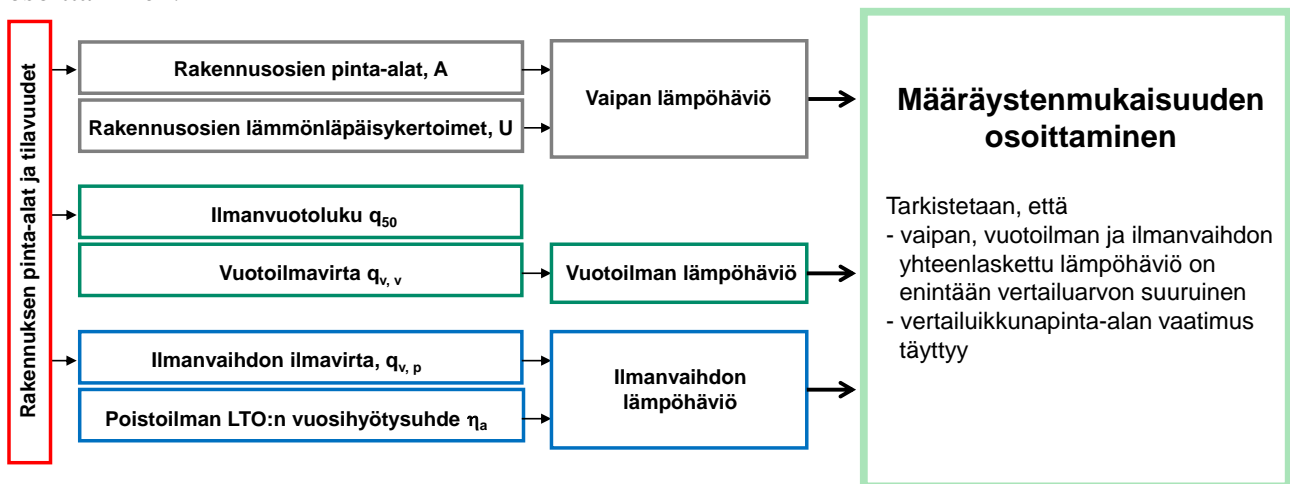 Rakennuksen pinta-alat ja tilavuudet
Rakennusosien pinta-alat, A
Rakennusosien lämmönläpäisykertoimet, U
Vaipan lämpöhäviö
Ilmanvuotoluku q50
Vuotoilmavirta qv, v
Vuotoilman lämpöhäviö
Ilmanvaihdon ilmavirta, qv, p
Poistoilman LTO:n vuosihyötysuhde ηa
Ilmanvaihdon
lämpöhäviö
Määräystenmukaisuuden
osoittaminen
Tarkistetaan, että
- vaipan, vuotoilman ja ilmanvaihdon
yhteenlaskettu lämpöhäviö on
enintään vertailuarvon suuruinen
- vertailuikkunapinta-alan vaatimus
täyttyy